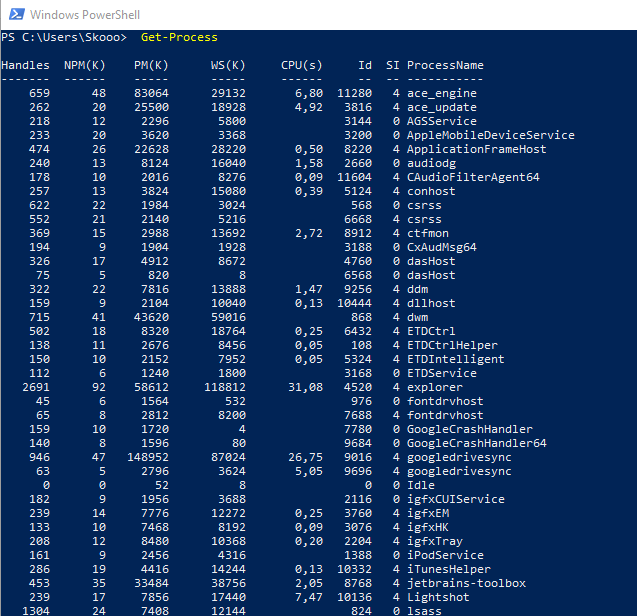 Windows PowerShell
PS C:\Users\Skooo> Get-Process
Handles NPM(K) PM(K) WS(K) CPU(s) Id SI ProcessName
------- ------ ----- ----- ------ -- -- -----------
659 48 83064 29132 6,80 11280 4 ace_engine
262 20 25500 18928 4,92 3816 4 ace_update
218 12 2296 5800 3144 0 AGSService
233 20 3620 3368 3200 0 AppleMobileDeviceService
474 26 22628 28220 0,50 8220 4 ApplicationFrameHost
240 13 8124 16040 1,58 2660 0 audiodg
178 10 2016 8276 0,09 11604 4 CAudioFilterAgent64
257 13 3824 15080 0,39 5124 4 conhost
622 22 1984 3024 568 0 csrss
552 21 2140 5216 6668 4 csrss
369 15 2988 13692 2,72 8912 4 ctfmon
194 9 1904 1928 3188 0 CxAudMsg64
326 17 4912 8672 4760 0 dasHost
75 5 820 8 6568 0 dasHost
322 22 7816 13888 1,47 9256 4 ddm
159 9 2104 10040 0,13 10444 4 dllhost
715 41 43620 59016 868 4 dwm
502 18 8320 18764 0,25 6432 4 ETDCtrl
138 11 2676 8456 0,05 108 4 ETDCtrlHelper
150 10 2152 7952 0,05 5324 4 ETDIntelligent
112 6 1240 1800 3168 0 ETDService
2691 92 58612 118812 31,08 4520 4 explorer
45 6 1564 532 976 0 fontdrvhost
65 8 2812 8200 7688 4 fontdrvhost
159 10 1720 4 7780 0 GoogleCrashHandler
140 8 1596 80 9684 0 GoogleCrashHandler64
946 47 148952 87024 26,75 9016 4 googledrivesync
63 5 2796 3624 5,05 9696 4 googledrivesync
0 0 52 8 0 0 Idle
182 9 1956 3688 2116 0 igfxCUIService
239 14 7776 12272 0,25 3760 4 igfxEM
133 10 7468 8192 0,09 3076 4 igfxHK
208 12 8480 10368 0,20 2204 4 igfxTray
161 9 2456 4316 1388 0 iPodService
286 19 4416 14244 0,13 10332 4 iTunesHelper
453 35 33484 38756 2,05 8768 4 jetbrains-toolbox
239 17 7856 17440 7,47 10136 4 Lightshot
1304 24 7408 12144 824 0 lsass